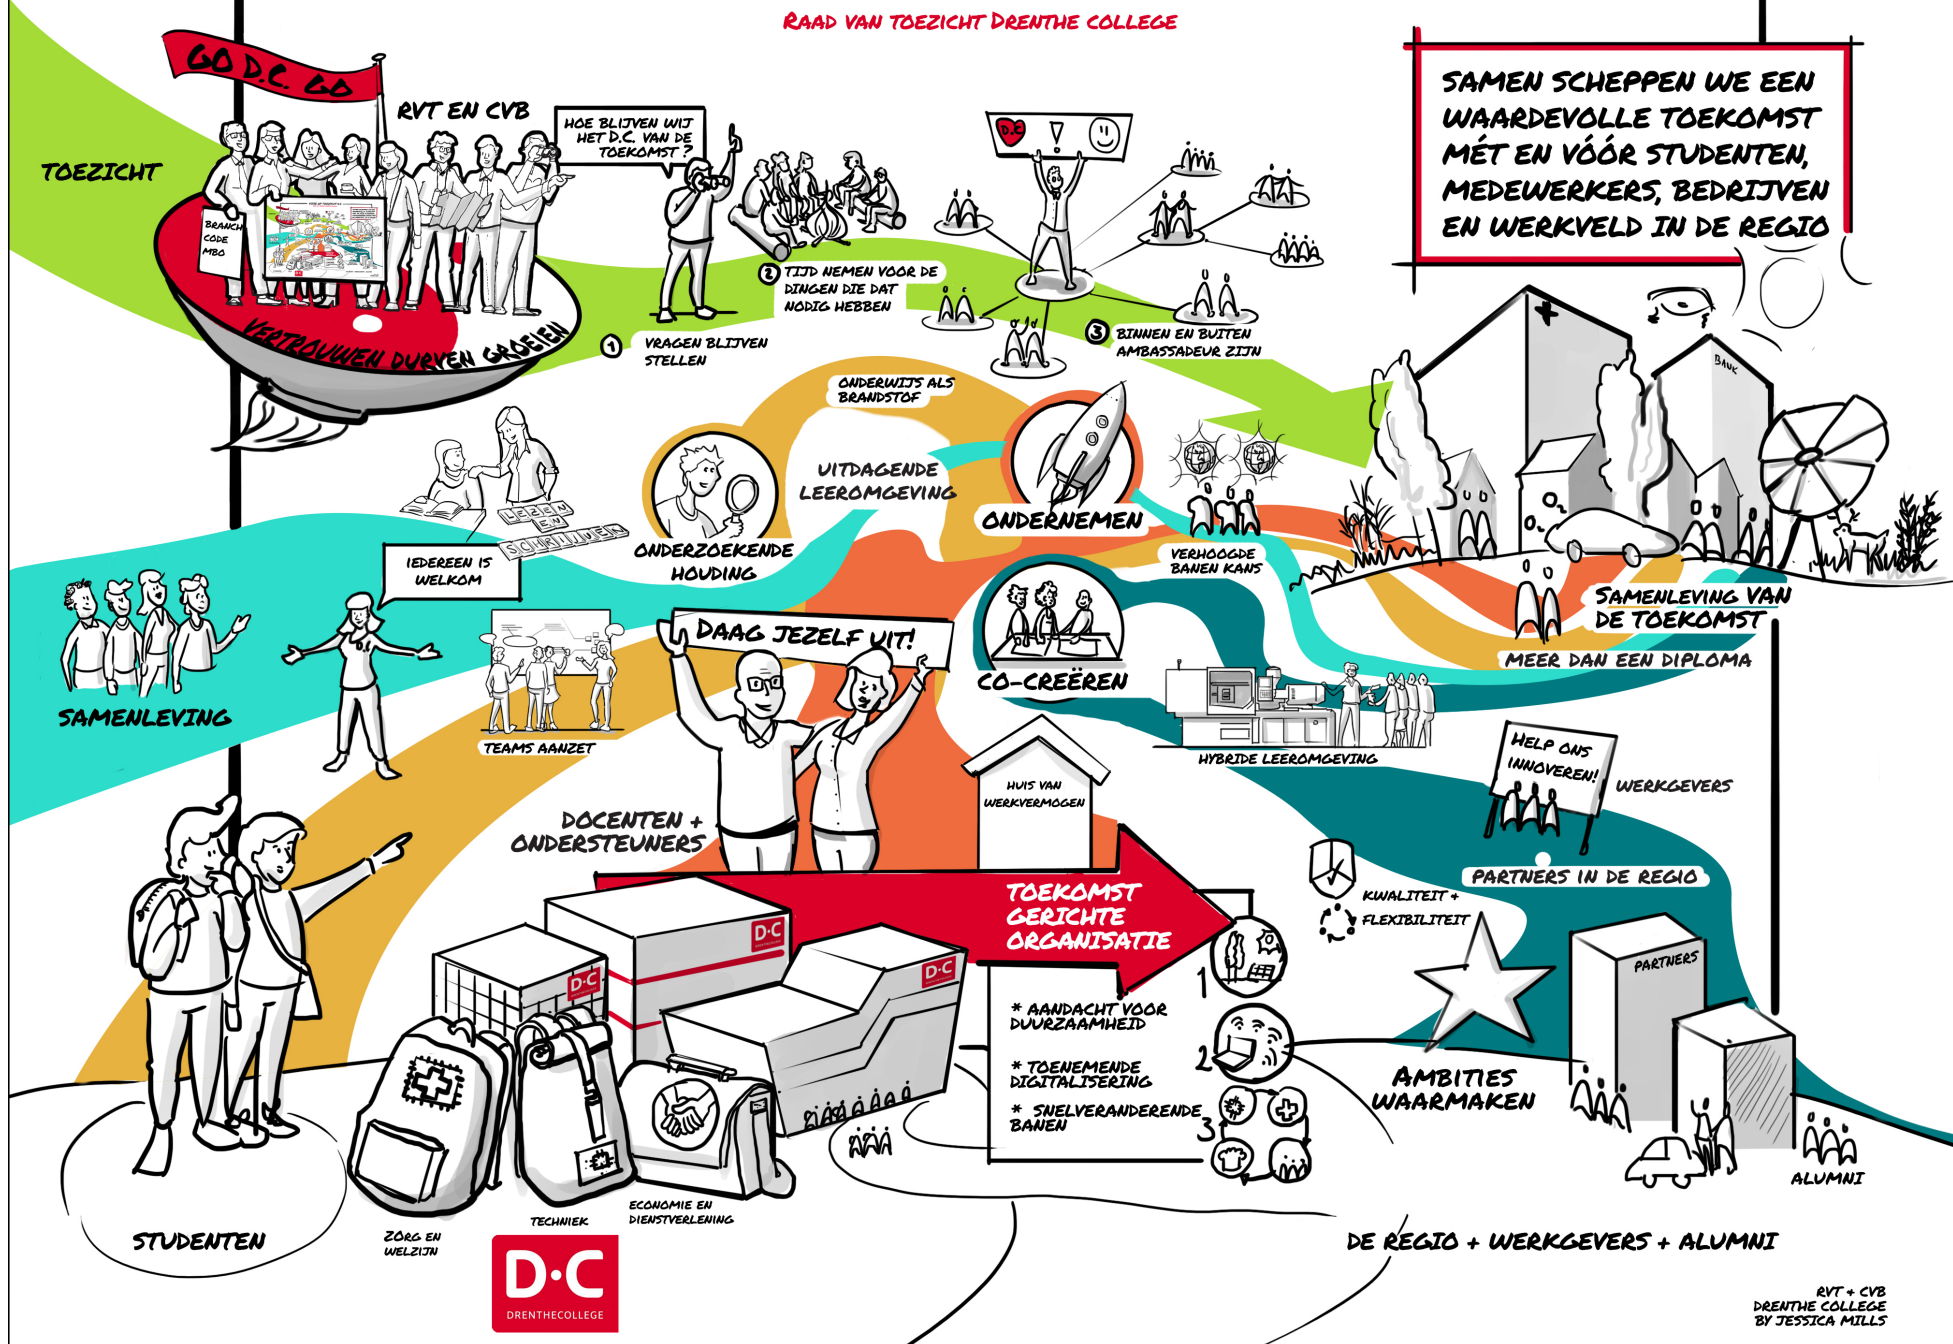 RAAD VAN TOEZICHT DRENTHE COLLEGE
GO D.C. GO
RVT EN CVB
TOEZICHT
BRANCH
CODE
MBO
VERTROUWEN DURVEN GROEIEN
HOE BLIJVEN WIJ
HET D.C. VAN DE
TOEKOMST?
1
VRAGEN BLIJVEN
STELLEN
2
TIJD NEMEN VOOR DE
DINGEN DIE DAT
NODIG HEBBEN
D.C
!
3
BINNEN EN BUITEN
AMBASSADEUR ZIJN
SAMEN SCHEPPEN WE EEN
WAARDEVOLLE TOEKOMST
MÉT EN VÓÓR STUDENTEN,
MEDEWERKERS, BEDRIJVEN
EN WERKVELD IN DE REGIO
BANK
O2
O2
ONDERWIJS ALS
BRANDSTOF
UITDAGENDE
LEEROMGEVING
ONDERZOEKENDE
HOUDING
ONDERNEMEN
VERHOOGDE
BANEN KANS
LEZEN
EN
SCHRIJVEN
IEDEREEN IS
WELKOM
D.C
SAMENLEVING
TEAMS AANZET
DAAG JEZELF UIT!
CO-CREËREN
SAMENLEVING VAN
DE TOEKOMST
MEER DAN EEN DIPLOMA
HYBRIDE LEEROMGEVING
HELP ONS
INNOVEREN!
WERKGEVERS
PARTNERS IN DE REGIO
HUIS VAN
WERKVERMOGEN
DOCENTEN +
ONDERSTEUNERS
KWALITEIT +
FLEXIBILITEIT
TOEKOMST
GERICHTE
ORGANISATIE
D·C
D·C
D·C
PARTNERS
1
* AANDACHT VOOR
DUURZAAMHEID
2
* TOENEMENDE
DIGITALISERING
3
* SNELVERANDERENDE
BANEN
AMBITIES
WAARMAKEN
ALUMNI
STUDENTEN
ZORG EN
WELZIJN
TECHNIEK
ECONOMIE EN
DIENSTVERLENING
D·C
DRENTHECOLLEGE
DE REGIO + WERKGEVERS + ALUMNI
RVT + CVB
DRENTHE COLLEGE
BY JESSICA MILLS